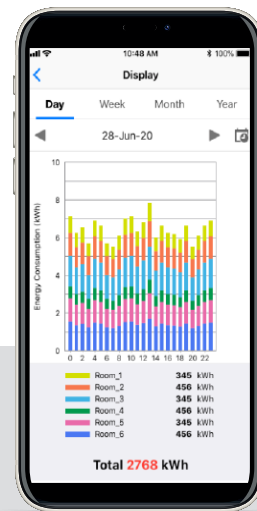 10:48 AM 100%
Display
Day Week Month Year
28-Jun-20
Energy Consumption (kWh)
10
8
6
4
2
0
0 2 4 6 8 10 12 14 16 18 20 22
Room_1 345 kWh
Room_2 456 kWh
Room_3 345 kWh
Room_4 456 kWh
Room_5 345 kWh
Room_6 456 kWh
Total 2768 kWh